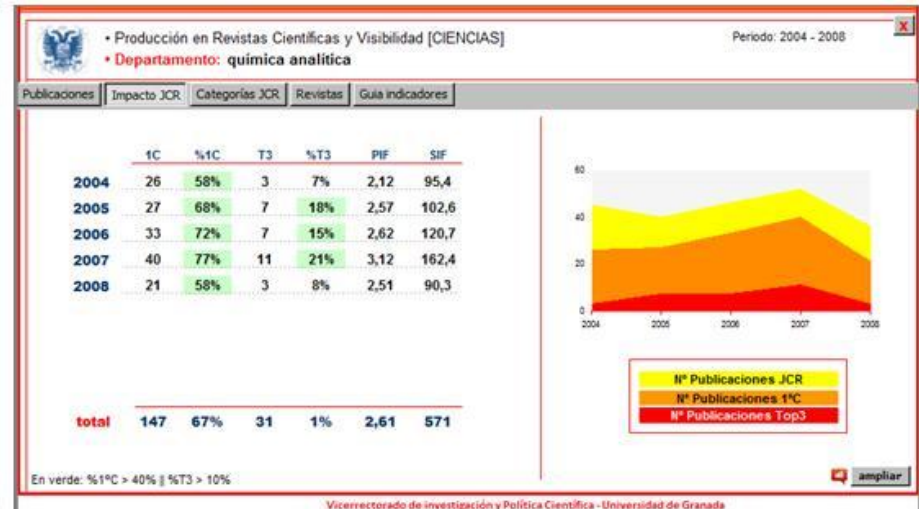 • Producción en Revistas Científicas y Visibilidad [CIENCIAS]
Periodo: 2004 - 2008
X
• Departamento: química analítica
Publicaciones
Impacto JCR
Categorías JCR
Revistas
Guia indicadores
1C %1C T3 %T3 PIF SIF
2004 26 58% 3 7% 2,12 95,4
2005 27 68% 7 18% 2,57 102,6
2006 33 72% 7 15% 2,62 120,7
2007 40 77% 11 21% 3,12 162,4
2008 21 58% 3 8% 2,51 90,3
total 147 67% 31 1% 2,61 571
En verde: %1ºC > 40% || %T3 > 10%
60
40
20
0
2004 2005 2006 2007 2008
Nº Publicaciones JCR
Nº Publicaciones 1ºC
Nº Publicaciones Top3
ampliar
Vicerrectorado de investigación y Política Científica - Universidad de Granada